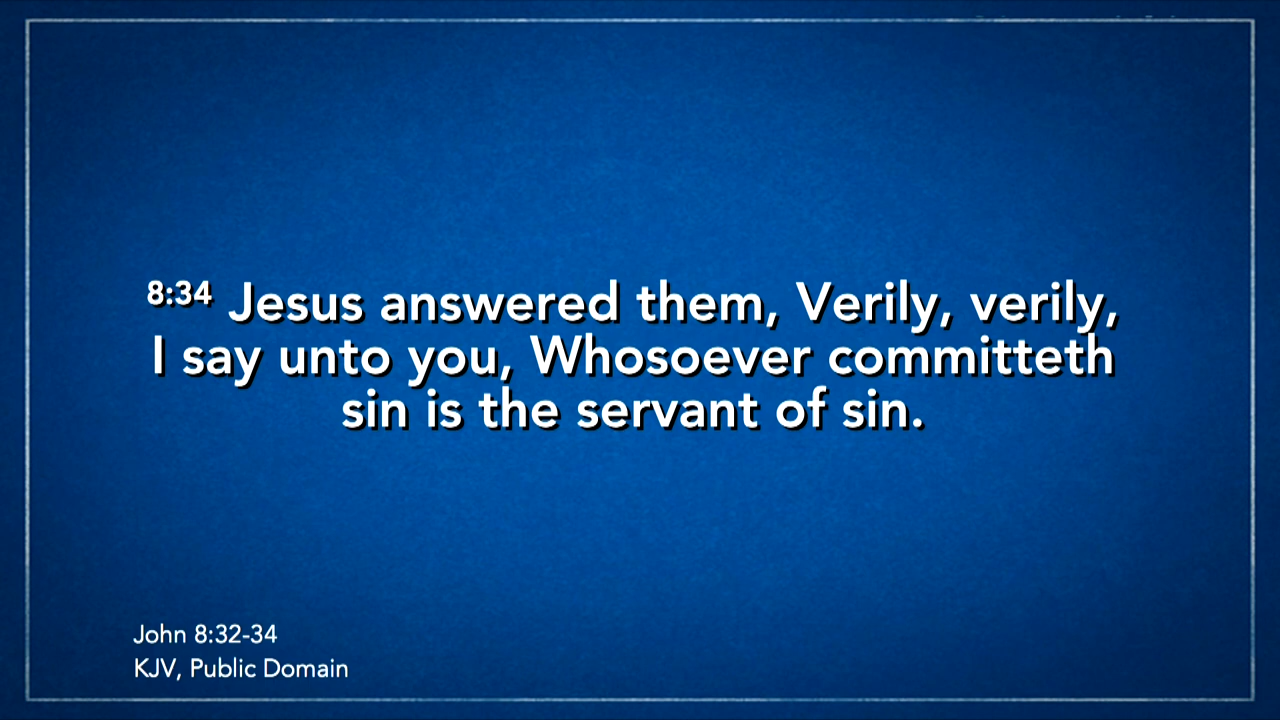 8:34 Jesus answered them, Verily, verily,
I say unto you, Whosoever committeth
sin is the servant of sin.
John 8:32-34
KJV, Public Domain